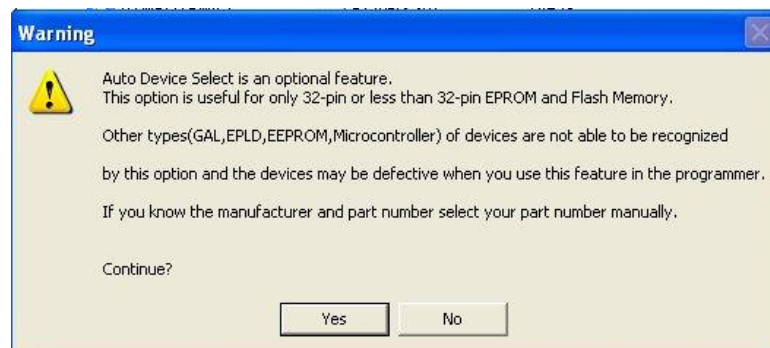 Warning
Auto Device Select is an optional feature.
This option is useful for only 32-pin or less than 32-pin EPROM and Flash Memory.
Other types(GAL,EPLD,EEPROM,Microcontroller) of devices are not able to be recognized
by this option and the devices may be defective when you use this feature in the programmer.
If you know the manufacturer and part number select your part number manually.
Continue?
Yes
No